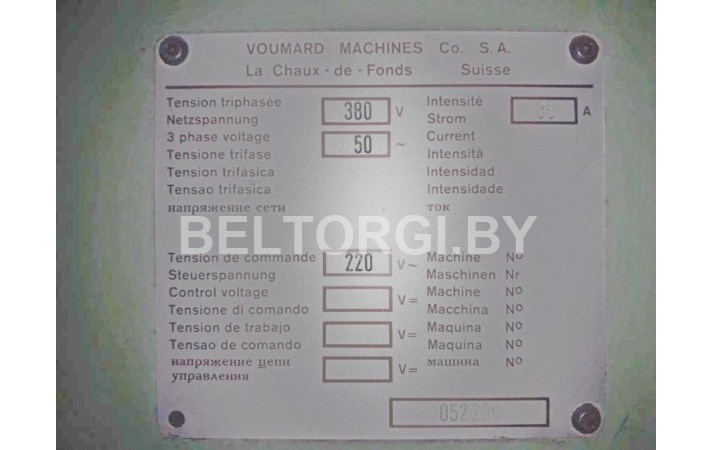 VOUMARD MACHINES Co. S.A.
La Chaux-de-Fonds Suisse
Tension triphasée 380 V Intensité A
Netzspannung Strom
3 phase voltage 50 ~ Current
Tensione trifase Intensità
Tension trifásica Intensidad
Tensao trifasica Intensidade
напряжение сети ток
BELTORGI.BY
Tension de commande 220 V~ Machine No
Steuerspannung Maschinen Nr
Control voltage V= Machine No
Tensione di comando Macchina No
Tension de trabajo V= Maquina No
Tensao de comando Maquina No
напряжение цепи V= машина No
управления